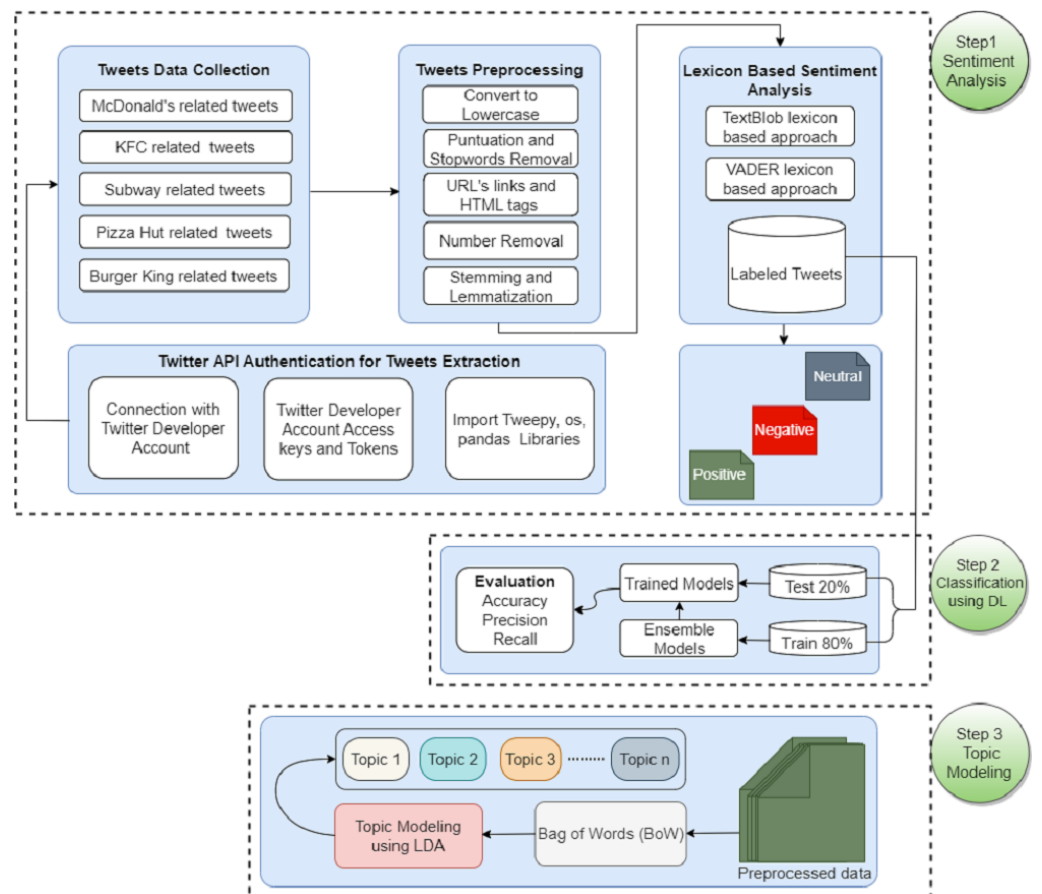 Step1
Sentiment
Analysis
Tweets Data Collection
McDonald's related tweets
KFC related tweets
Subway related tweets
Pizza Hut related tweets
Burger King related tweets
Tweets Preprocessing
Convert to
Lowercase
Puntuation and
Stopwords Removal
URL's links and
HTML tags
Number Removal
Stemming and
Lemmatization
Lexicon Based Sentiment
Analysis
TextBlob lexicon
based approach
VADER lexicon
based approach
Labeled Tweets
Twitter API Authentication for Tweets Extraction
Connection with
Twitter Developer
Account
Twitter Developer
Account Access
keys and Tokens
Import Tweepy, os,
pandas Libraries
Neutral
Negative
Positive
Step 2
Classification
using DL
Evaluation
Accuracy
Precision
Recall
Trained Models
Ensemble
Models
Test 20%
Train 80%
Step 3
Topic
Modeling
Topic 1
Topic 2
Topic 3
Topic n
Topic Modeling
using LDA
Bag of Words (BoW)
Preprocessed data